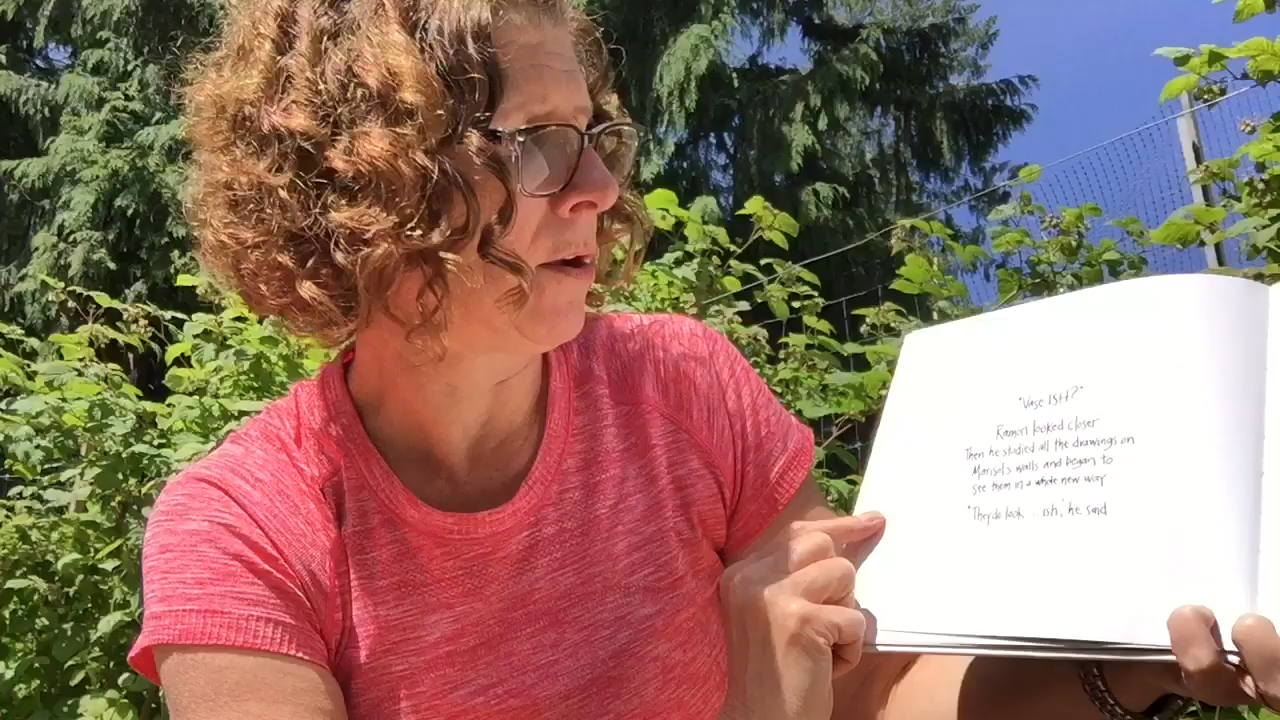 "Vase ISH?"
Ramon looked closer
Then he studied all the drawings on
Marisol's walls and began to
see them in a whole new way
"They do look ... ish," he said